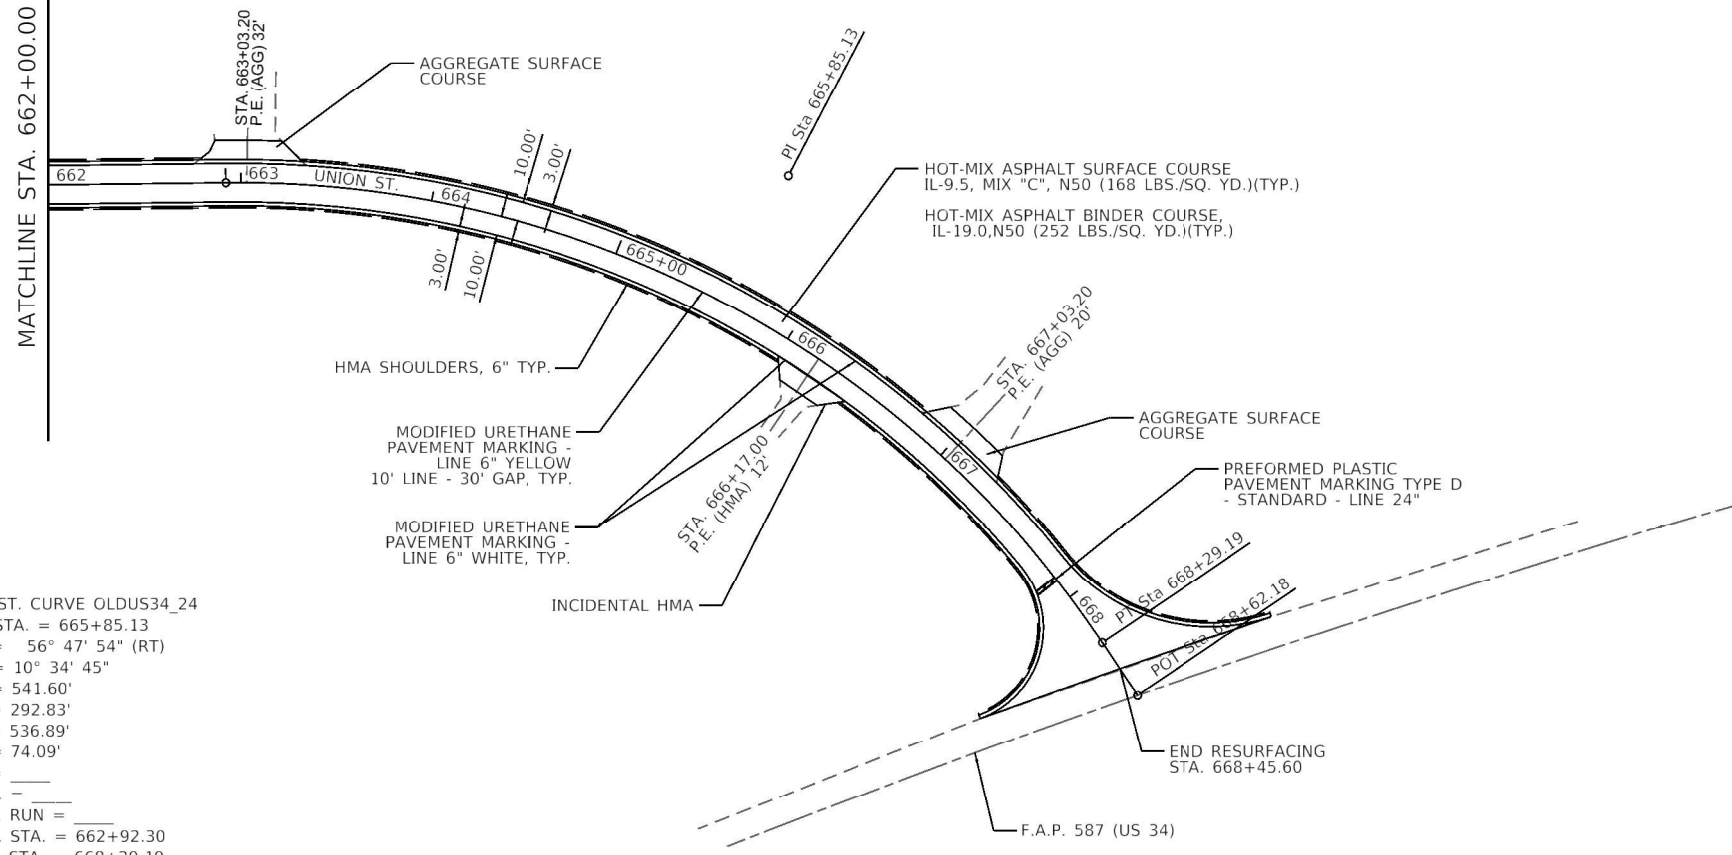 MATCHLINE STA. 662+00.00
STA. 663+03.20
P.E. (AGG) 32'
AGGREGATE SURFACE
COURSE
PI Sta 665+85.13
662
663
UNION ST.
664
10.00'
3.00'
3.00'
10.00'
665+00
HOT-MIX ASPHALT SURFACE COURSE
IL-9.5, MIX "C", N50 (168 LBS./SQ. YD.)(TYP.)
HOT-MIX ASPHALT BINDER COURSE,
IL-19.0,N50 (252 LBS./SQ. YD.)(TYP.)
666
STA. 667+03.20
P.E. (AGG) 20'
HMA SHOULDERS, 6" TYP.
AGGREGATE SURFACE
COURSE
MODIFIED URETHANE
PAVEMENT MARKING -
LINE 6" YELLOW
10' LINE - 30' GAP, TYP.
STA. 666+17.00
P.E. (HMA) 12'
667
PREFORMED PLASTIC
PAVEMENT MARKING TYPE D
- STANDARD - LINE 24"
MODIFIED URETHANE
PAVEMENT MARKING -
LINE 6" WHITE, TYP.
INCIDENTAL HMA
668
PT Sta 668+29.19
POT Sta 668+62.18
END RESURFACING
STA. 668+45.60
F.A.P. 587 (US 34)
ST. CURVE OLDUS34_24
STA. = 665+85.13
= 56° 47' 54" (RT)
= 10° 34' 45"
= 541.60'
= 292.83'
536.89'
= 74.09'
RUN = ____
STA. = 662+92.30
STA. = 668+29.19